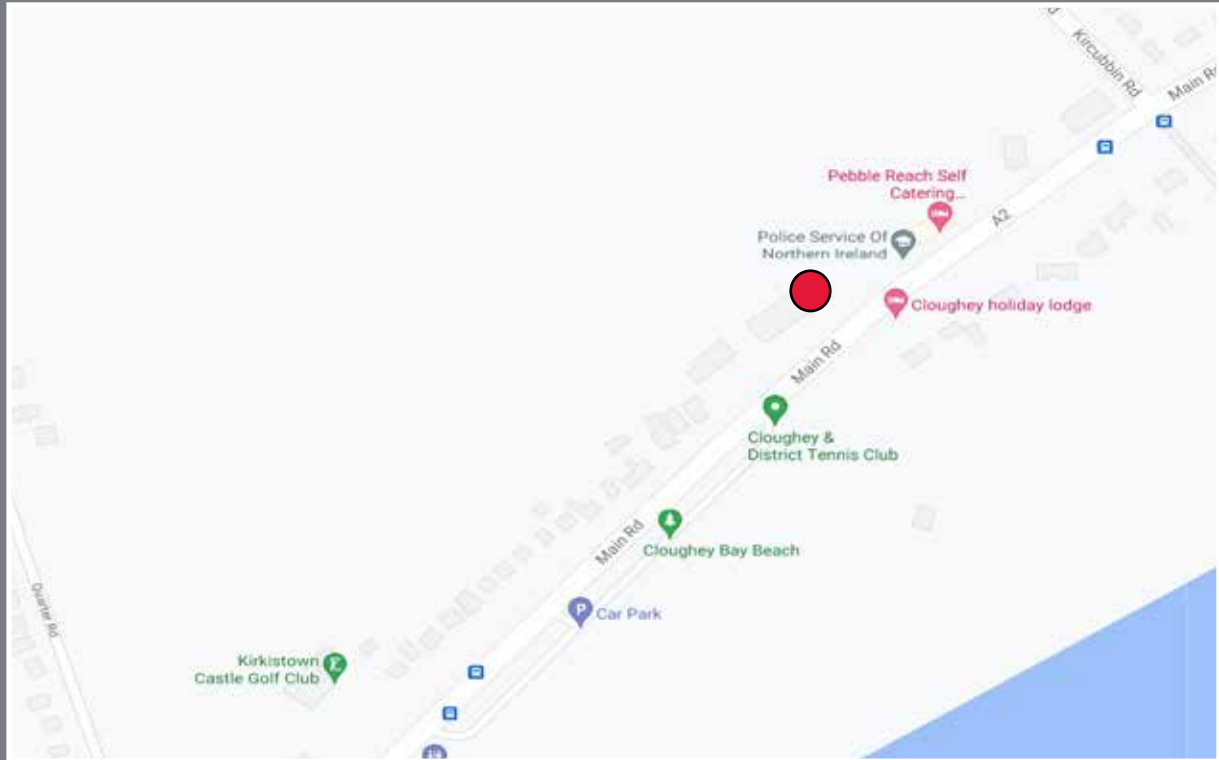 Kircubbin Rd
Main Rd
Pebble Reach Self
Catering...
A2
Police Service Of
Northern Ireland
Cloughey holiday lodge
Main Rd
Cloughey &
District Tennis Club
Main Rd
Cloughey Bay Beach
Quarter Rd
P Car Park
Kirkistown
Castle Golf Club